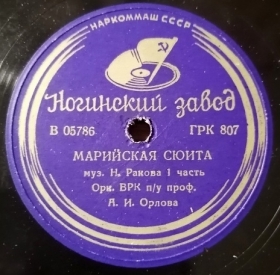 НАРКОММАШ СССР
Ногинский завод
В 05786 ГРК 807
МАРИЙСКАЯ СЮИТА
муз. Н. Ракова I часть
Орк. ВРК п/у проф.
А. И. Орлова